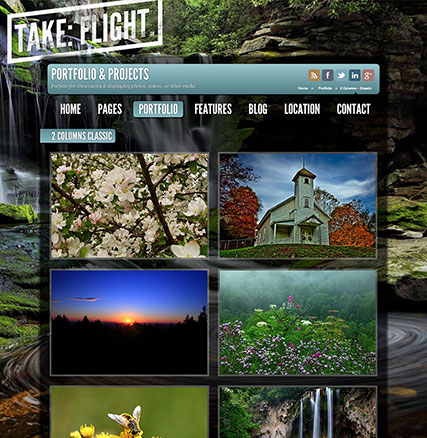 TAKE: FLIGHT.
PORTFOLIO & PROJECTS
Portfolio for showcasing & displaying photos, videos, or other media
Home » Portfolio » 2 Columns - Classic
HOME PAGES PORTFOLIO FEATURES BLOG LOCATION CONTACT
2 COLUMNS CLASSIC